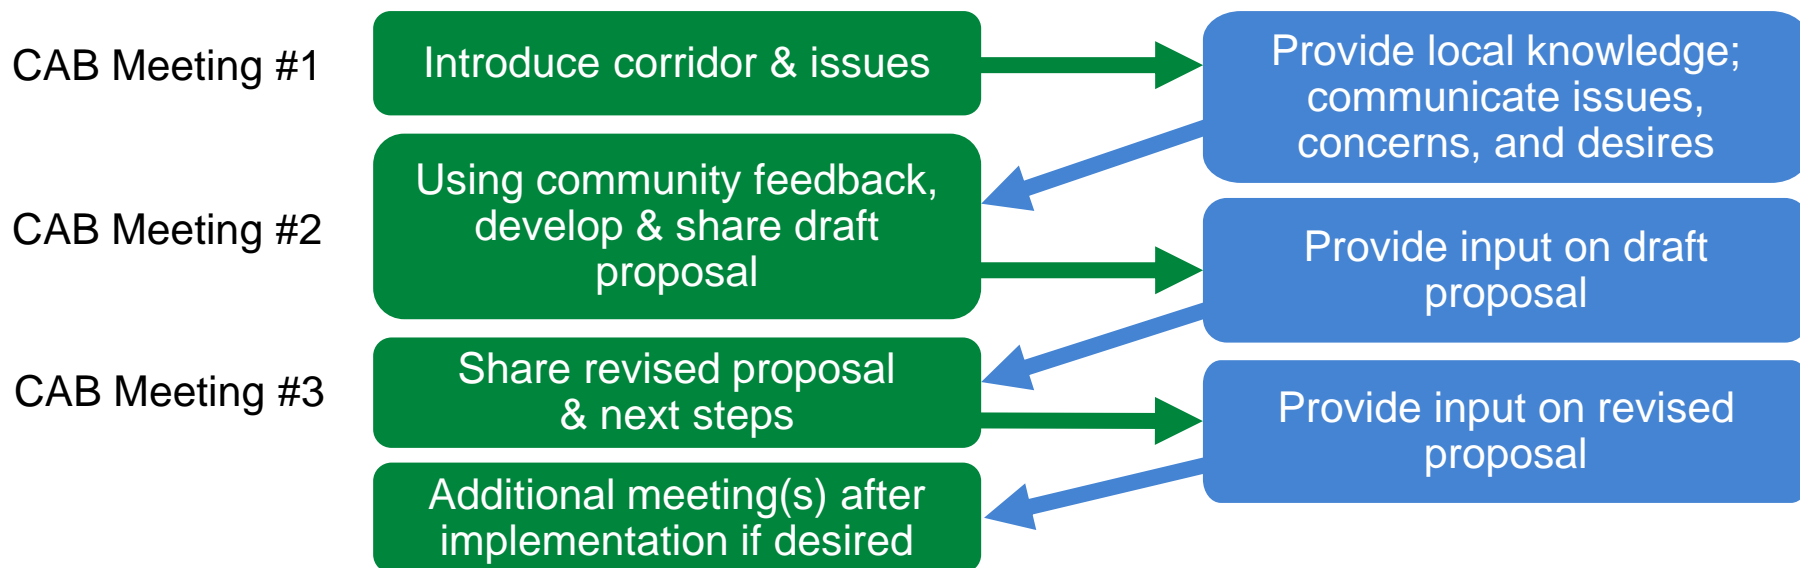 CAB Meeting #1
Introduce corridor & issues
Provide local knowledge;
communicate issues,
concerns, and desires
CAB Meeting #2
Using community feedback,
develop & share draft
proposal
Provide input on draft
proposal
CAB Meeting #3
Share revised proposal
& next steps
Provide input on revised
proposal
Additional meeting(s) after
implementation if desired